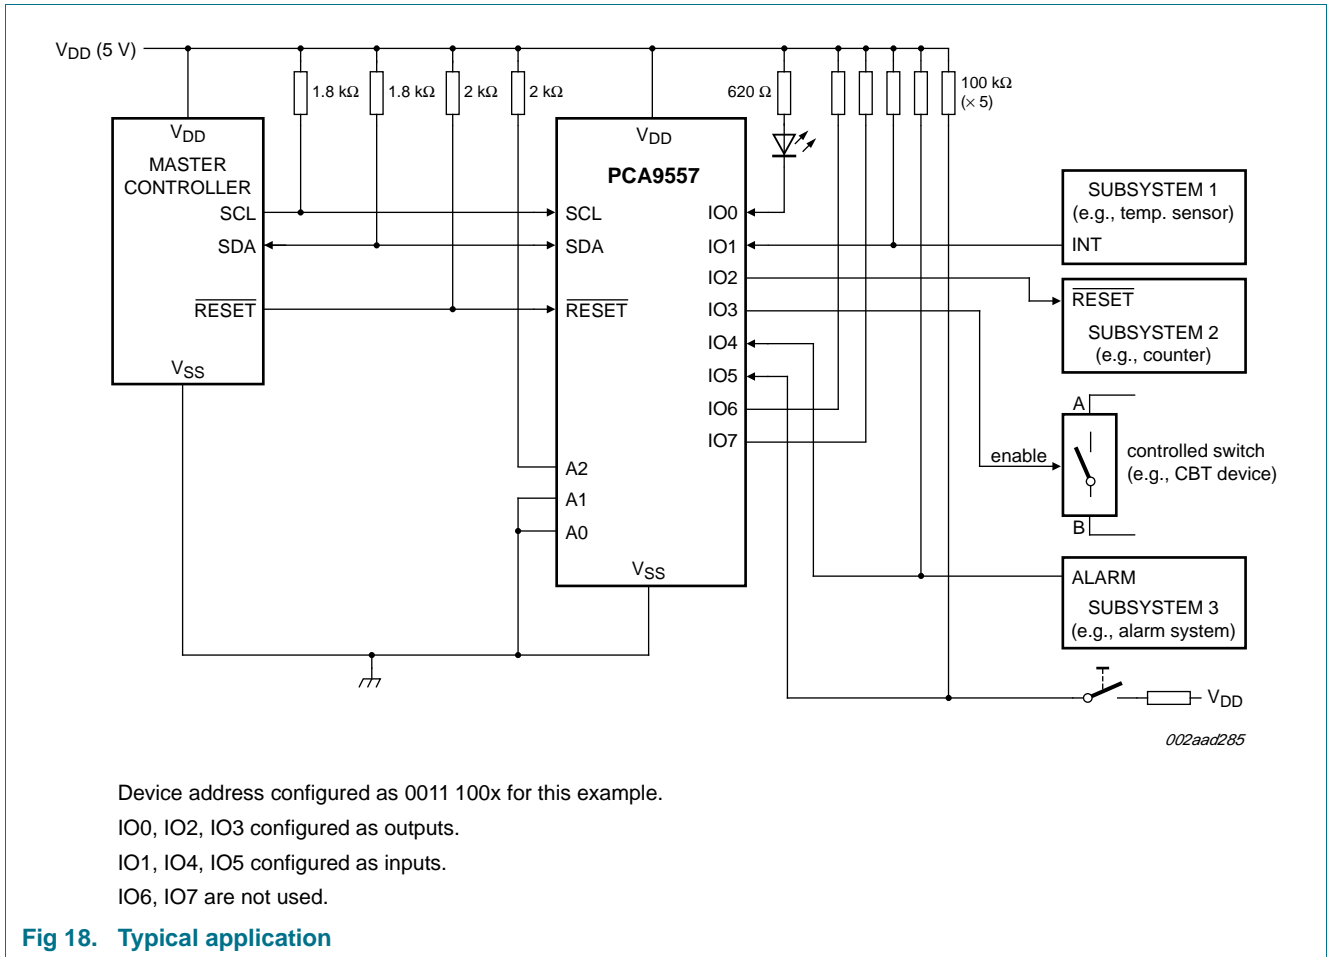 VDD (5 V)
1.8 kΩ
1.8 kΩ
2 kΩ
2 kΩ
620 Ω
100 kΩ
(× 5)
VDD
MASTER
CONTROLLER
SCL
SDA
RESET
VSS
VDD
PCA9557
SCL
SDA
RESET
A2
A1
A0
VSS
IO0
IO1
IO2
IO3
IO4
IO5
IO6
IO7
SUBSYSTEM 1
(e.g., temp. sensor)
INT
RESET
SUBSYSTEM 2
(e.g., counter)
A
enable
controlled switch
(e.g., CBT device)
B
ALARM
SUBSYSTEM 3
(e.g., alarm system)
VDD
002aad285
Device address configured as 0011 100x for this example.
IO0, IO2, IO3 configured as outputs.
IO1, IO4, IO5 configured as inputs.
IO6, IO7 are not used.
Fig 18. Typical application